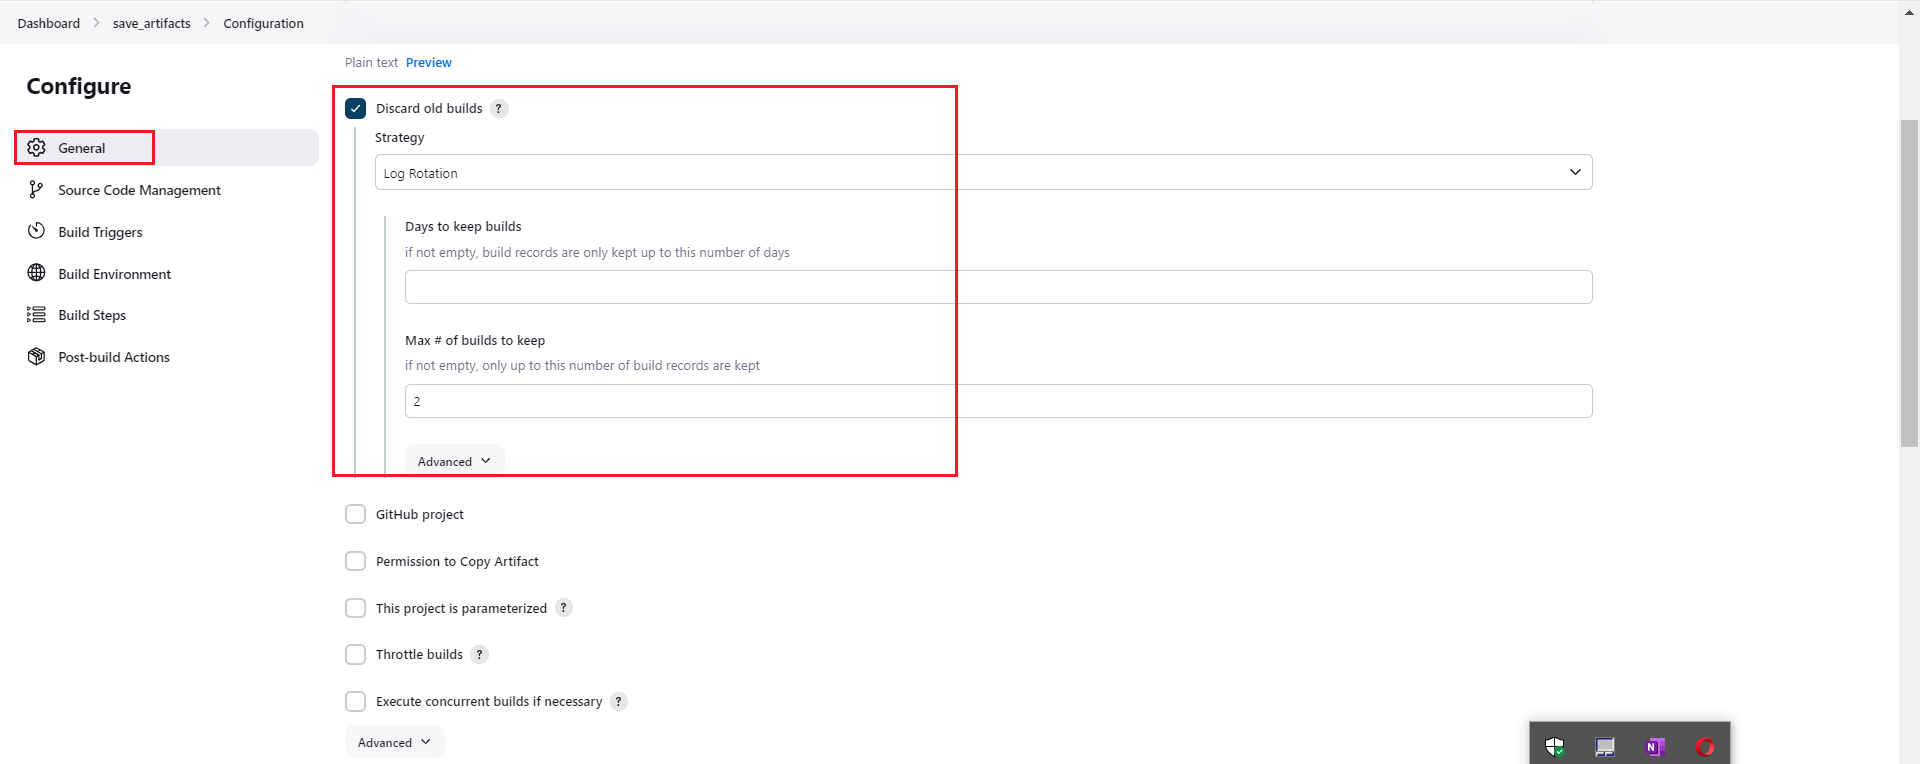 Dashboard > save_artifacts > Configuration
Configure
General
Source Code Management
Build Triggers
Build Environment
Build Steps
Post-build Actions
Plain text Preview
Discard old builds ?
Strategy
Log Rotation
Days to keep builds
if not empty, build records are only kept up to this number of days
Max # of builds to keep
if not empty, only up to this number of build records are kept
2
Advanced
GitHub project
Permission to Copy Artifact
This project is parameterized ?
Throttle builds ?
Execute concurrent builds if necessary ?
Advanced
N